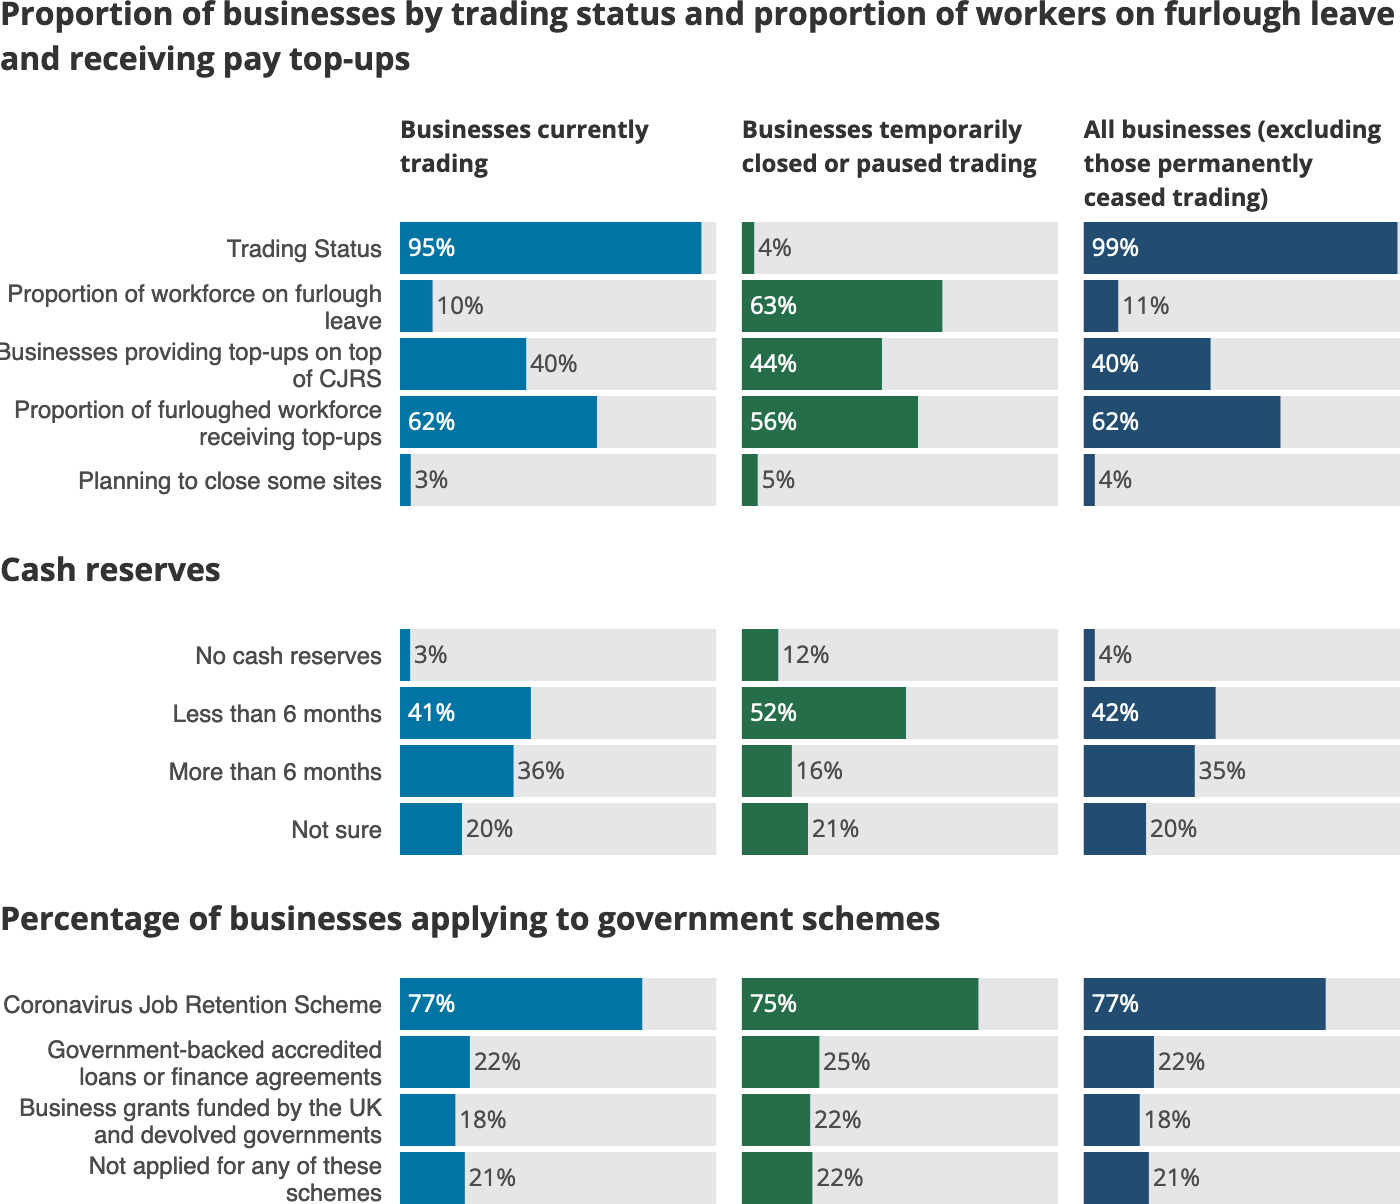 Proportion of businesses by trading status and proportion of workers on furlough leave
and receiving pay top-ups
Businesses currently
trading
Businesses temporarily
closed or paused trading
All businesses (excluding
those permanently
ceased trading)
Trading Status
95%
4%
99%
Proportion of workforce on furlough
leave
10%
63%
11%
Businesses providing top-ups on top
of CJRS
40%
44%
40%
Proportion of furloughed workforce
receiving top-ups
62%
56%
62%
Planning to close some sites
3%
5%
4%
Cash reserves
No cash reserves
3%
12%
4%
Less than 6 months
41%
52%
42%
More than 6 months
36%
16%
35%
Not sure
20%
21%
20%
Percentage of businesses applying to government schemes
Coronavirus Job Retention Scheme
77%
75%
77%
Government-backed accredited
loans or finance agreements
22%
25%
22%
Business grants funded by the UK
and devolved governments
18%
22%
18%
Not applied for any of these
schemes
21%
22%
21%